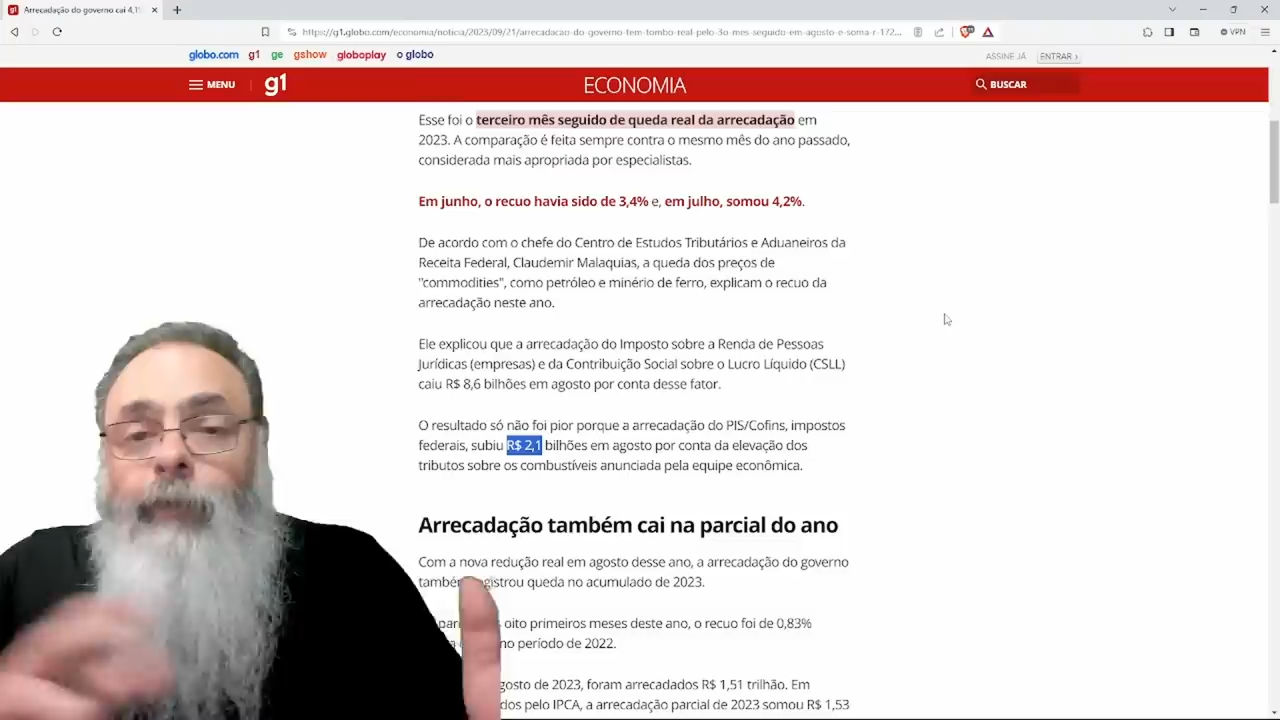 Arrecadação do governo cai 4,1
https://g1.globo.com/economia/noticia/2023/09/21/arrecadacao-do-governo-tem-tombo-real-pelo-3o-mes-seguido-em-agosto-e-soma-r-172...
VPN
globo.com g1 ge gshow globoplay o globo
ASSINE JÁ ENTRAR
MENU g1 ECONOMIA BUSCAR
Esse foi o terceiro mês seguido de queda real da arrecadação em
2023. A comparação é feita sempre contra o mesmo mês do ano passado,
considerada mais apropriada por especialistas.
Em junho, o recuo havia sido de 3,4% e, em julho, somou 4,2%.
De acordo com o chefe do Centro de Estudos Tributários e Aduaneiros da
Receita Federal, Claudemir Malaquias, a queda dos preços de
"commodities", como petróleo e minério de ferro, explicam o recuo da
arrecadação neste ano.
Ele explicou que a arrecadação do Imposto sobre a Renda de Pessoas
Jurídicas (empresas) e da Contribuição Social sobre o Lucro Líquido (CSLL)
caiu R$ 8,6 bilhões em agosto por conta desse fator.
O resultado só não foi pior porque a arrecadação do PIS/Cofins, impostos
federais, subiu R$ 2,1 bilhões em agosto por conta da elevação dos
tributos sobre os combustíveis anunciada pela equipe econômica.
Arrecadação também cai na parcial do ano
Com a nova redução real em agosto desse ano, a arrecadação do governo
também registrou queda no acumulado de 2023.
oito primeiros meses deste ano, o recuo foi de 0,83%
no período de 2022.
de 2023, foram arrecadados R$ 1,51 trilhão. Em
pelo IPCA, a arrecadação parcial de 2023 somou R$ 1,53